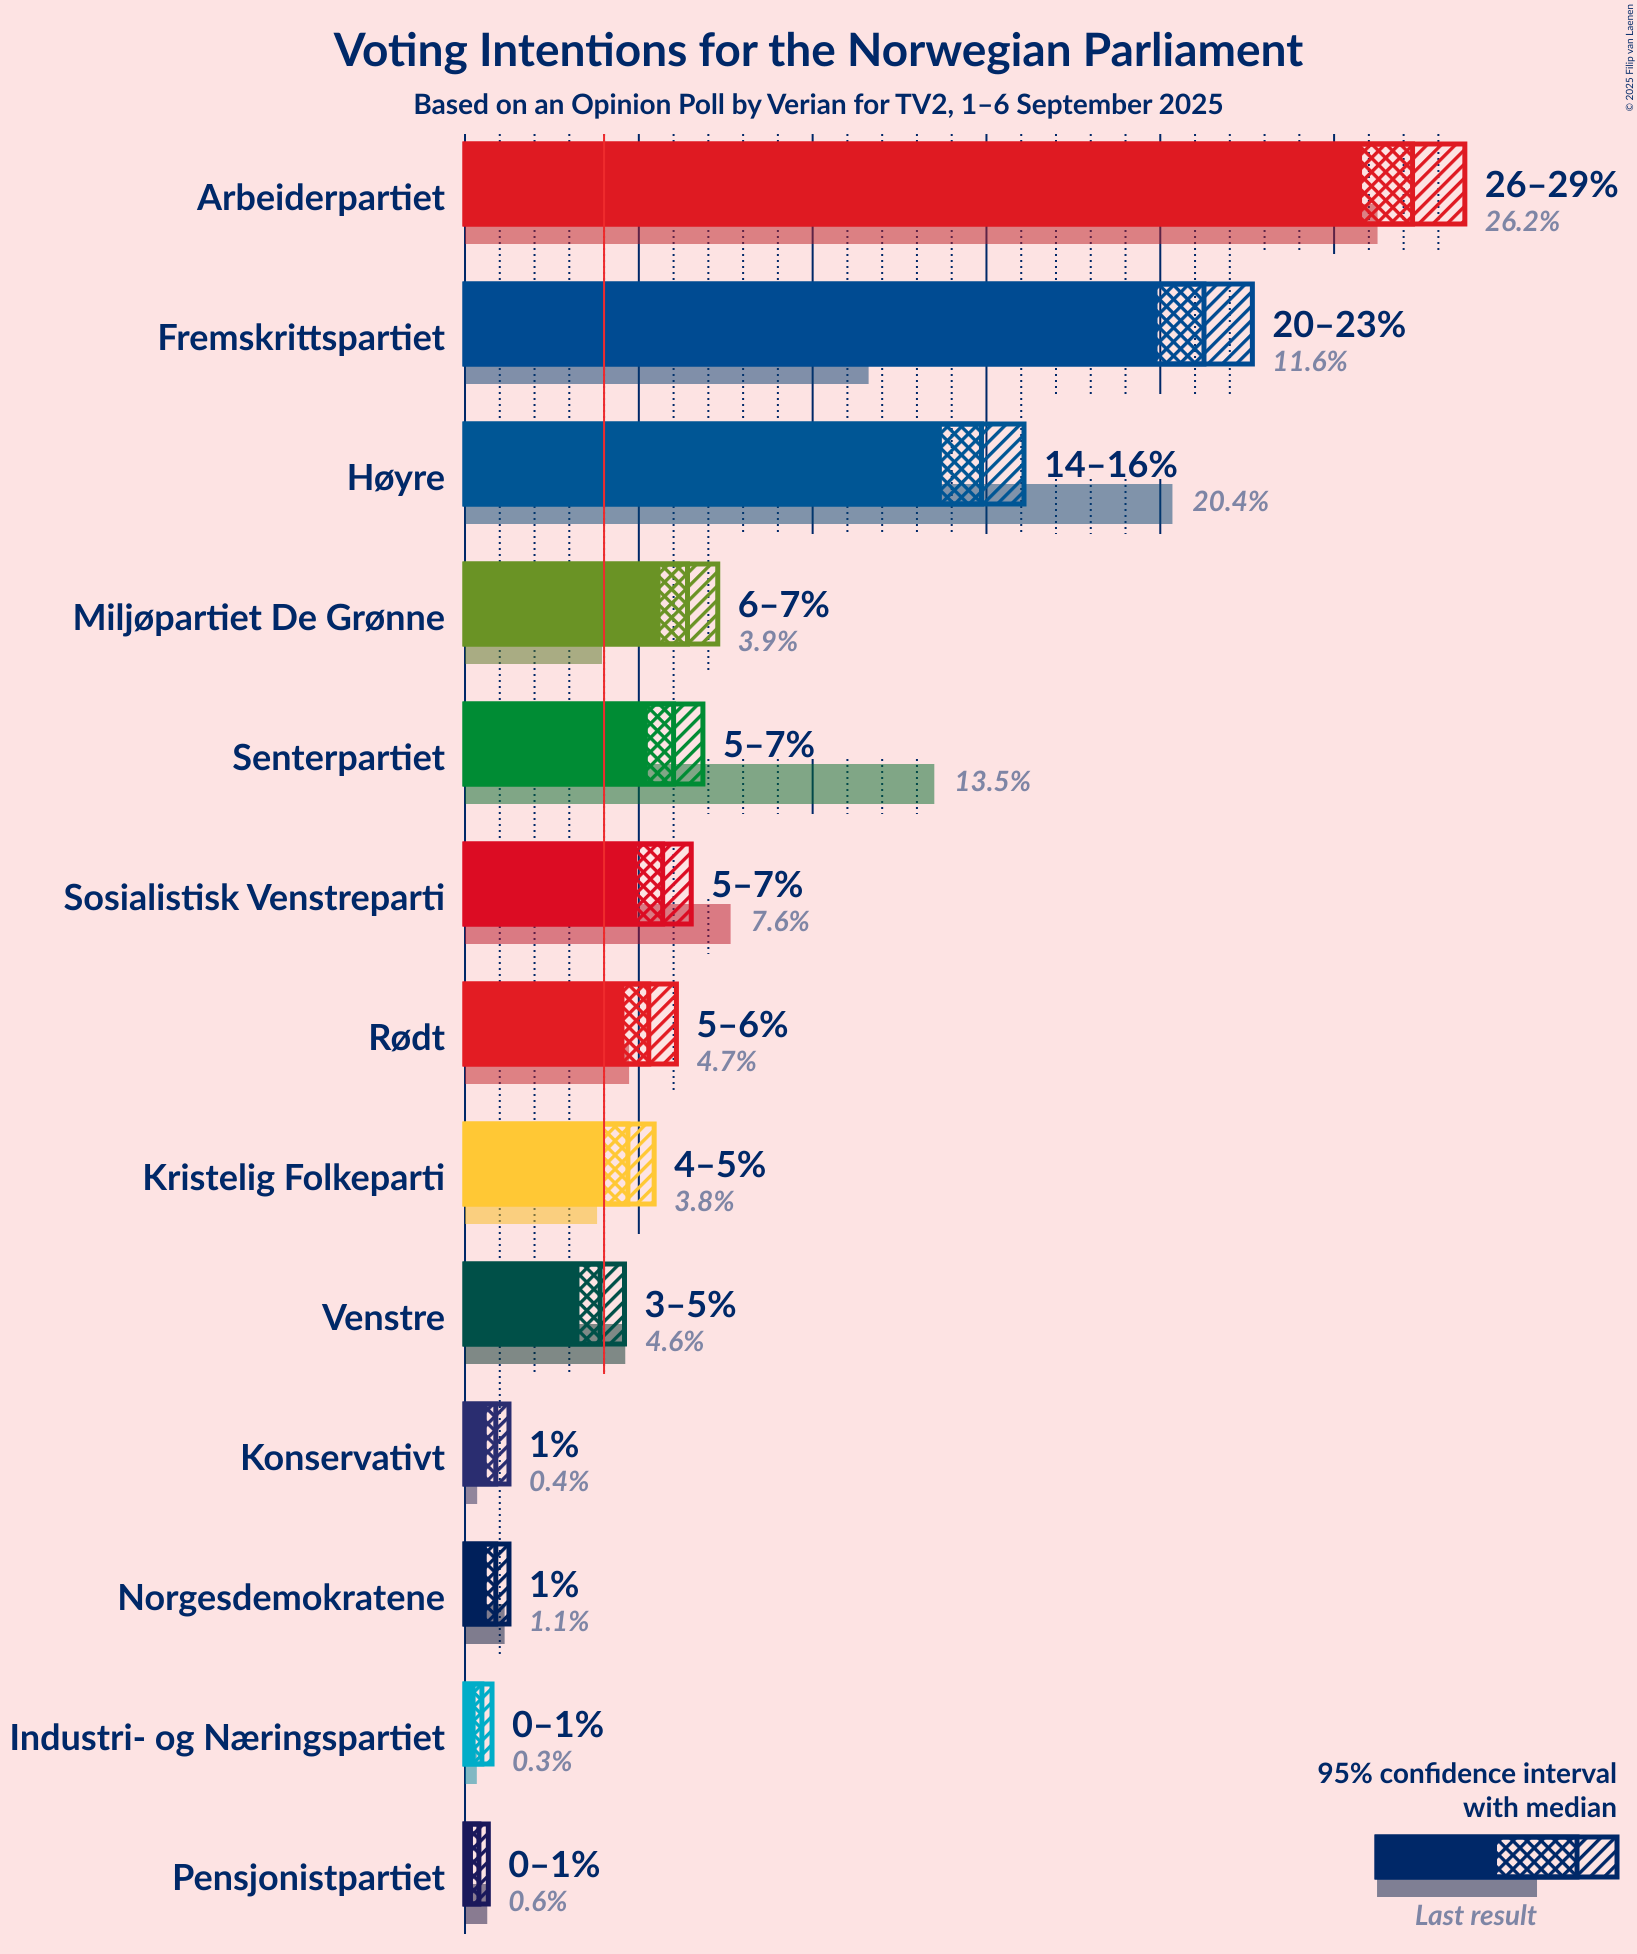 © 2025 Filip van Laenen
Voting Intentions for the Norwegian Parliament
Based on an Opinion Poll by Verian for TV2, 1–6 September 2025
Arbeiderpartiet
26–29%
26.2%
Fremskrittspartiet
20–23%
11.6%
Høyre
14–16%
20.4%
Miljøpartiet De Grønne
6–7%
3.9%
Senterpartiet
5–7%
13.5%
Sosialistisk Venstreparti
5–7%
7.6%
Rødt
5–6%
4.7%
Kristelig Folkeparti
4–5%
3.8%
Venstre
3–5%
4.6%
Konservativt
1%
0.4%
Norgesdemokratene
1%
1.1%
Industri- og Næringspartiet
0–1%
0.3%
Pensjonistpartiet
0–1%
0.6%
95% confidence interval
with median
Last result